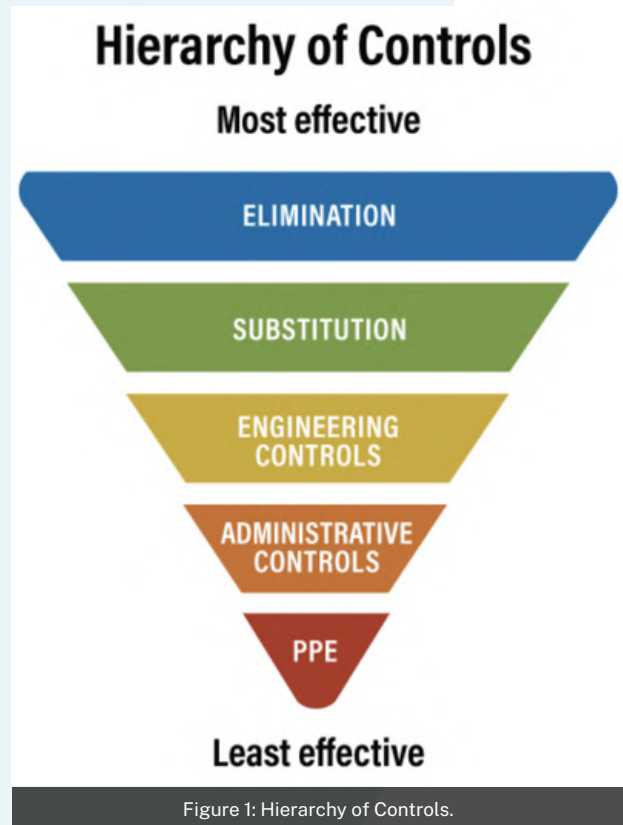 Hierarchy of Controls
Most effective
ELIMINATION
SUBSTITUTION
ENGINEERING
CONTROLS
ADMINISTRATIVE
CONTROLS
PPE
Least effective
Figure 1: Hierarchy of Controls.